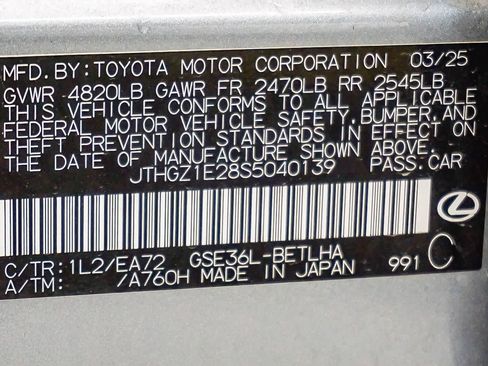 MFD.BY:TOYOTA MOTOR CORPORATION 03/25
GVWR 4820LB GAWR FR 2470LB RR 2545LB
THIS VEHICLE CONFORMS TO ALL APPLICABLE
FEDERAL MOTOR VEHICLE SAFETY,BUMPER,AND
THEFT PREVENTION STANDARDS IN EFFECT ON
THE DATE OF MANUFACTURE SHOWN ABOVE.
JTHGZ1E28S5040139 PASS.CAR
C/TR:1L2/EA72 GSE36L-BETLHA
A/TM: /A760H MADE IN JAPAN 991 C